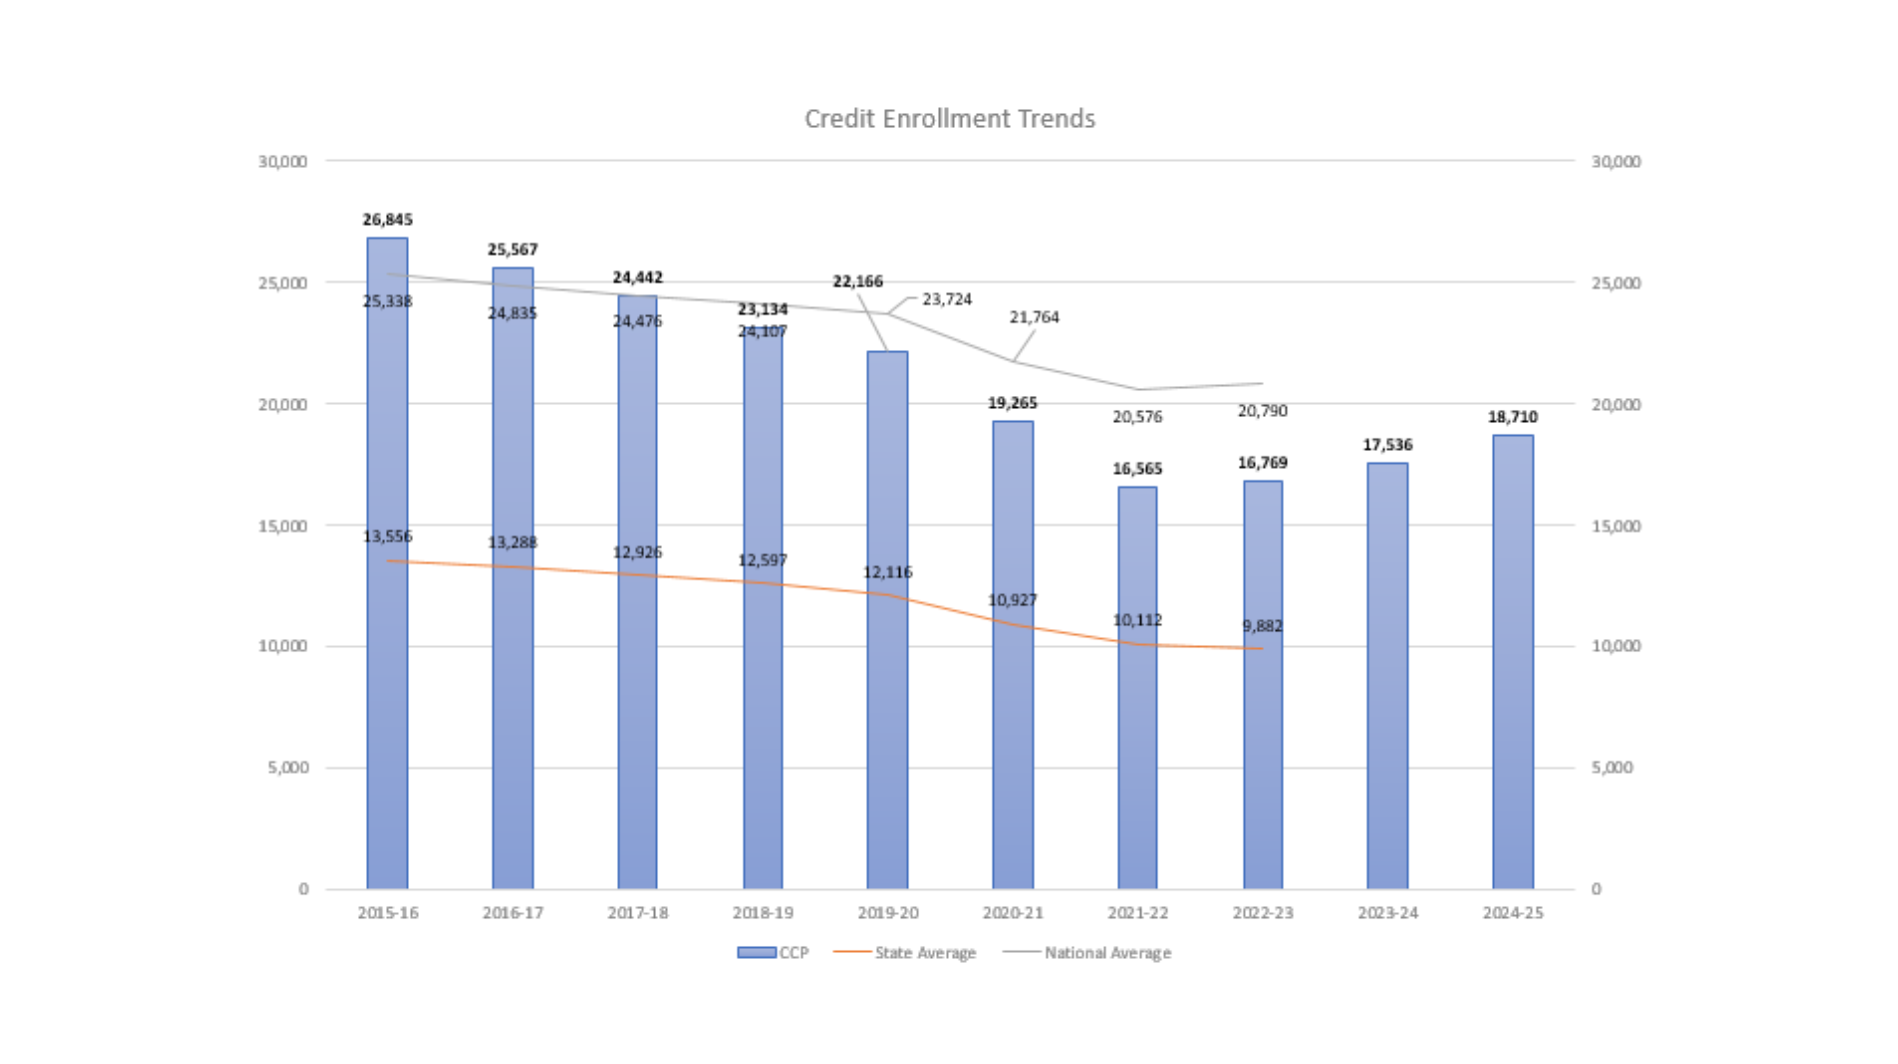 Credit Enrollment Trends
30,000 30,000
26,845
25,567
24,442 22,166
25,000 25,000
25,338 24,835 24,476 23,134 23,724
24,107 21,764
20,000 19,265 20,576 20,790 18,710 20,000
16,565 16,769 17,536
15,000 15,000
13,556 13,288 12,926 12,597 12,116
10,927 10,112 9,882
10,000 10,000
5,000 5,000
0 0
2015-16 2016-17 2017-18 2018-19 2019-20 2020-21 2021-22 2022-23 2023-24 2024-25
CCP State Average National Average